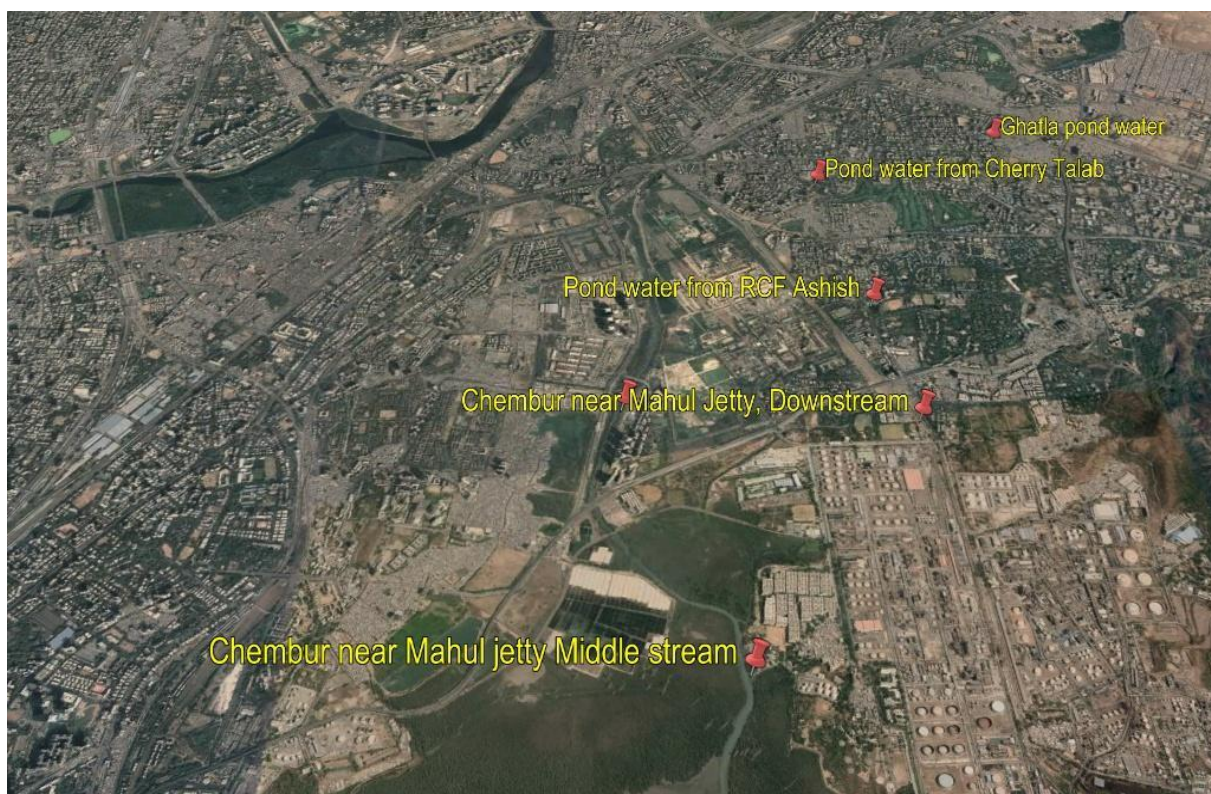 Ghatla pond water
Pond water from Cherry Talab
Pond water from RCF Ashish
Chembur near Mahul Jetty, Downstream
Chembur near Mahul jetty Middle stream